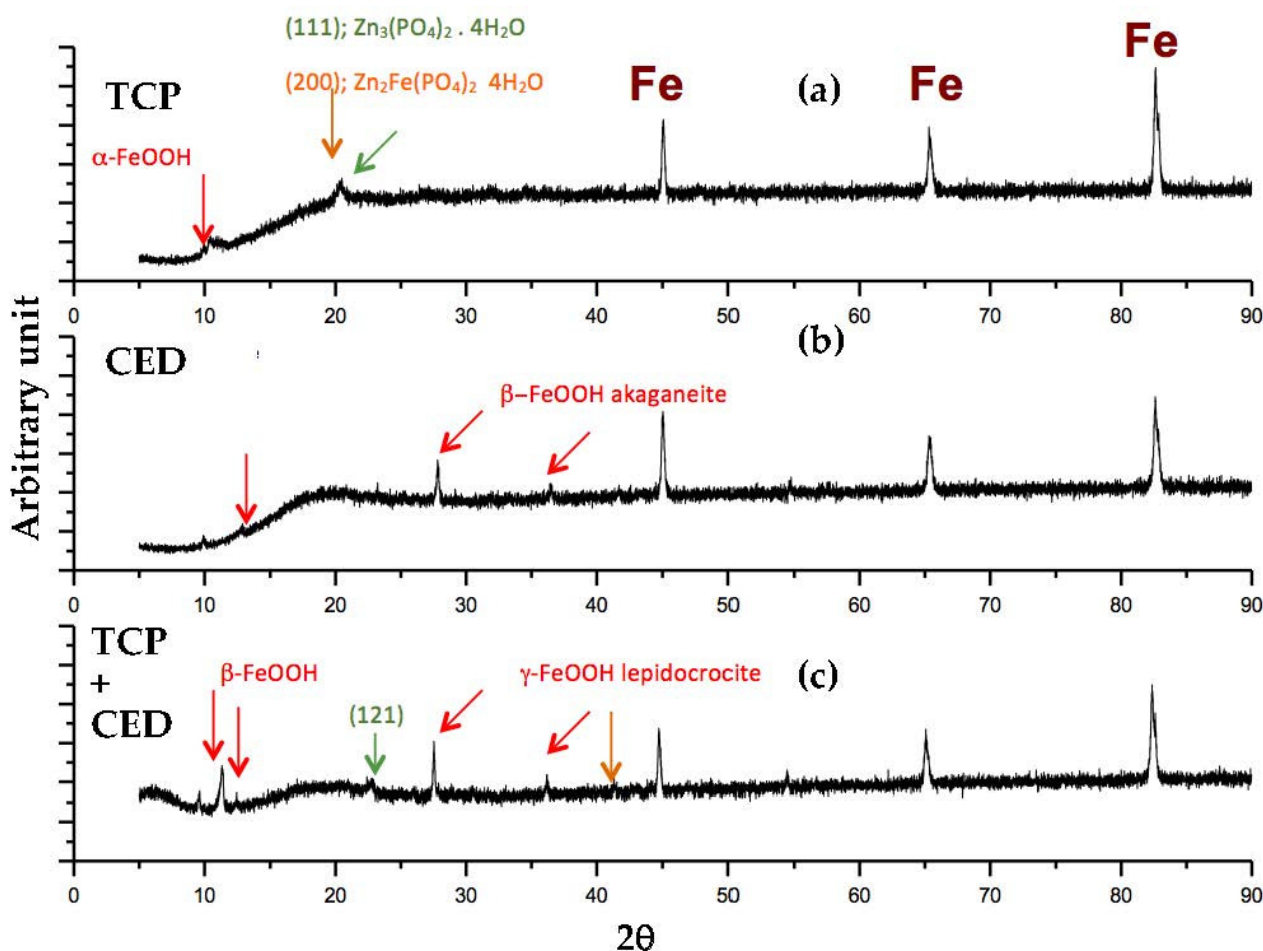 (111); Zn₃(PO₄)₂ . 4H₂O
(200); Zn₂Fe(PO₄)₂ 4H₂O
TCP
α-FeOOH
Fe
Fe
Fe
(a)
0 10 20 30 40 50 60 70 80 90
CED
(b)
β–FeOOH akaganeite
0 10 20 30 40 50 60 70 80 90
TCP
+
CED
β-FeOOH
(121)
γ-FeOOH lepidocrocite
(c)
0 10 20 30 40 50 60 70 80 90
2θ
Arbitrary unit